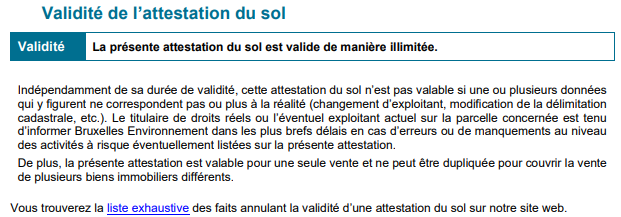 Validité de l’attestation du sol
Validité La présente attestation du sol est valide de manière illimitée.
Indépendamment de sa durée de validité, cette attestation du sol n’est pas valable si une ou plusieurs données
qui y figurent ne correspondent pas ou plus à la réalité (changement d’exploitant, modification de la délimitation
cadastrale, etc.). Le titulaire de droits réels ou l’éventuel exploitant actuel sur la parcelle concernée est tenu
d’informer Bruxelles Environnement dans les plus brefs délais en cas d’erreurs ou de manquements au niveau
des activités à risque éventuellement listées sur la présente attestation.
De plus, la présente attestation est valable pour une seule vente et ne peut être dupliquée pour couvrir la vente
de plusieurs biens immobiliers différents.
Vous trouverez la liste exhaustive des faits annulant la validité d’une attestation du sol sur notre site web.